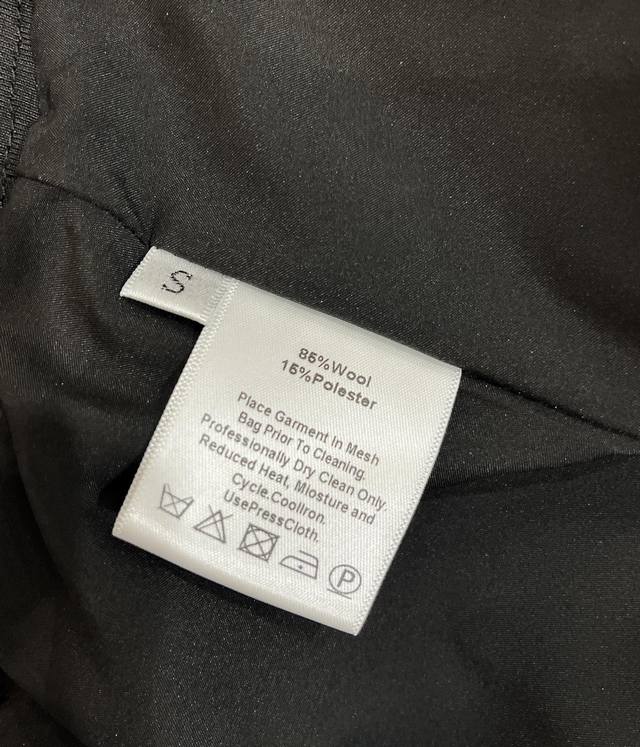 S
85%Wool
15%Polester
Place Garment in Mesh
Bag Prior To Cleaning.
Professionally Dry Clean Only
Reduced Heat, Miosture and
Cycle.CoolIron.
UsePressCloth.
P